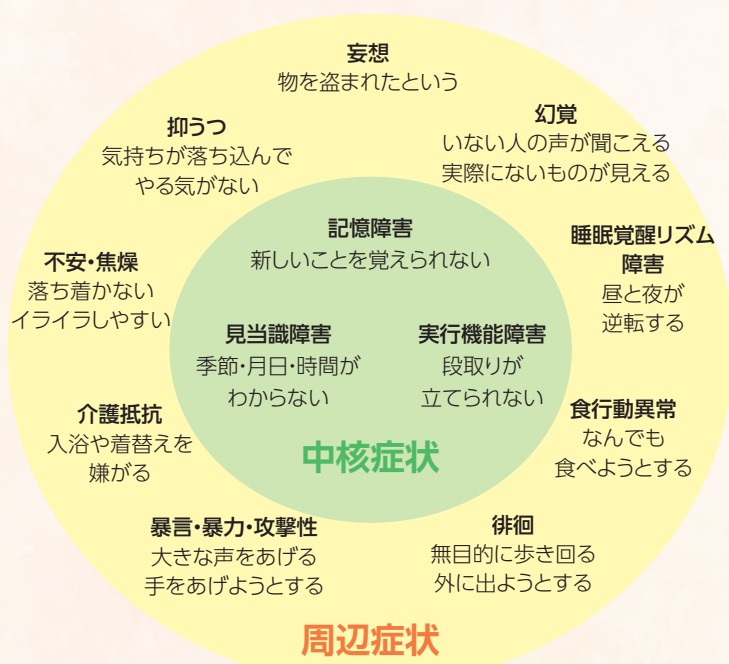 妄想
物を盗まれたという
幻覚
いない人の声が聞こえる
実際にないものが見える
抑うつ
気持ちが落ち込んで
やる気がない
記憶障害
新しいことを覚えられない
睡眠覚醒リズム
障害
昼と夜が
逆転する
不安・焦燥
落ち着かない
イライラしやすい
見当識障害
季節・月日・時間が
わからない
実行機能障害
段取りが
立てられない
食行動異常
なんでも
食べようとする
介護抵抗
入浴や着替えを
嫌がる
中核症状
暴言・暴力・攻撃性
大きな声をあげる
手をあげようとする
徘徊
無目的に歩き回る
外に出ようとする
周辺症状